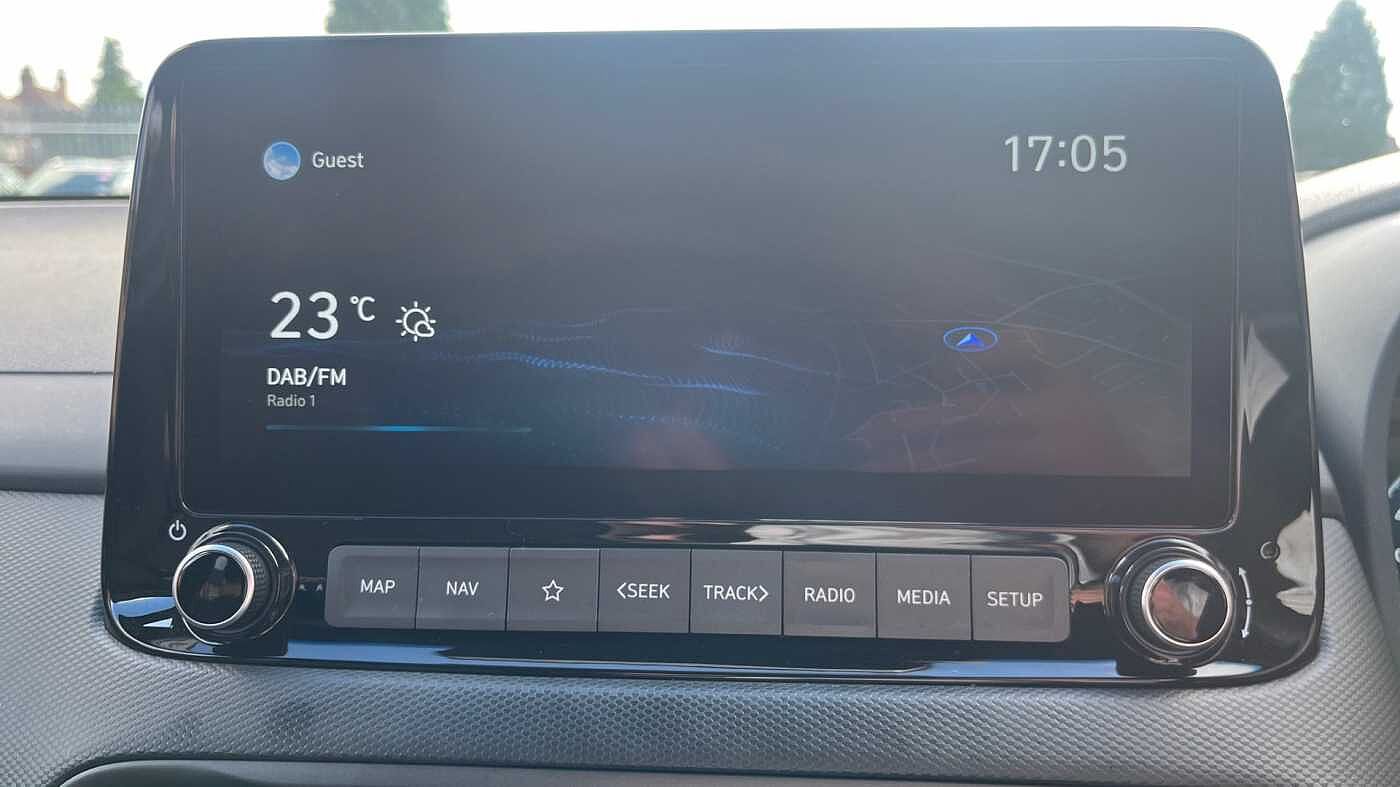 Guest
17:05
23 °C
DAB/FM
Radio 1
MAP
NAV
<SEEK
TRACK>
RADIO
MEDIA
SETUP